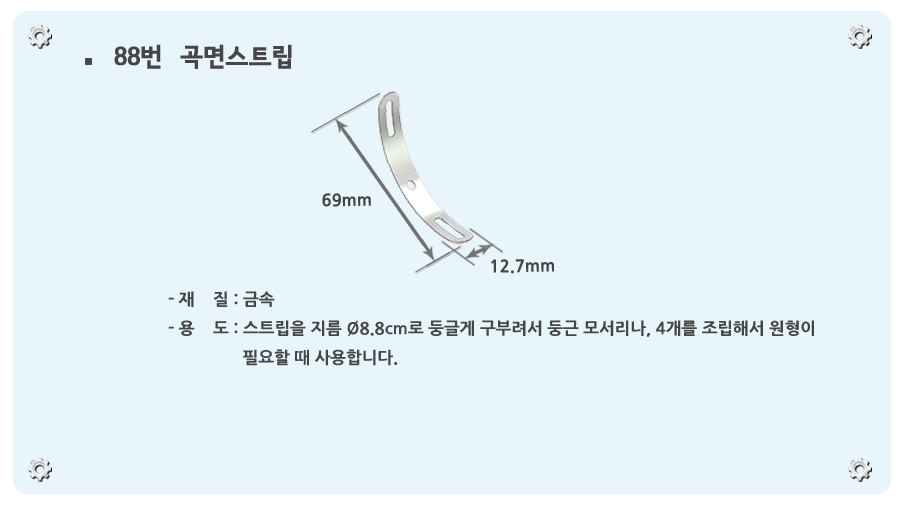 ▪ 88번 곡면스트립
69mm
12.7mm
- 재 질 : 금속
- 용 도 : 스트립을 지름 Ø8.8cm로 둥글게 구부려서 둥근 모서리나, 4개를 조립해서 원형이
필요할 때 사용합니다.